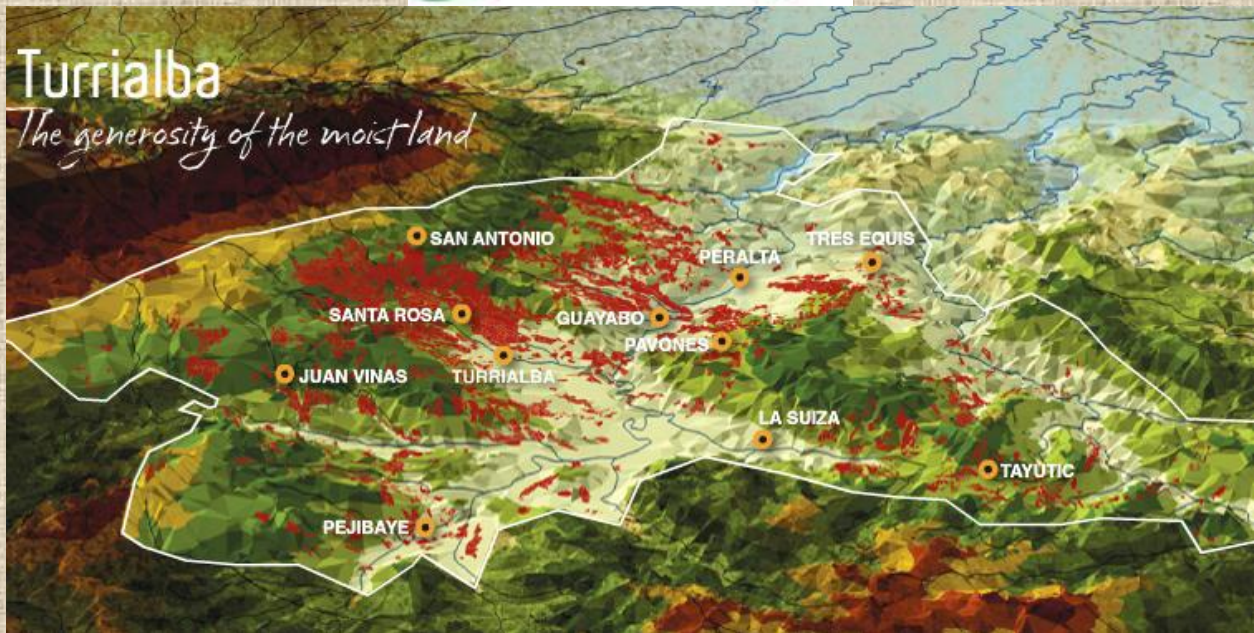 Turrialba
The generosity of the moist land
SAN ANTONIO
TRES EQUIS
PERALTA
SANTA ROSA
GUAYABO
PAVONES
TURRIALBA
JUAN VINAS
LA SUIZA
TAYUTIC
PEJIBAYE